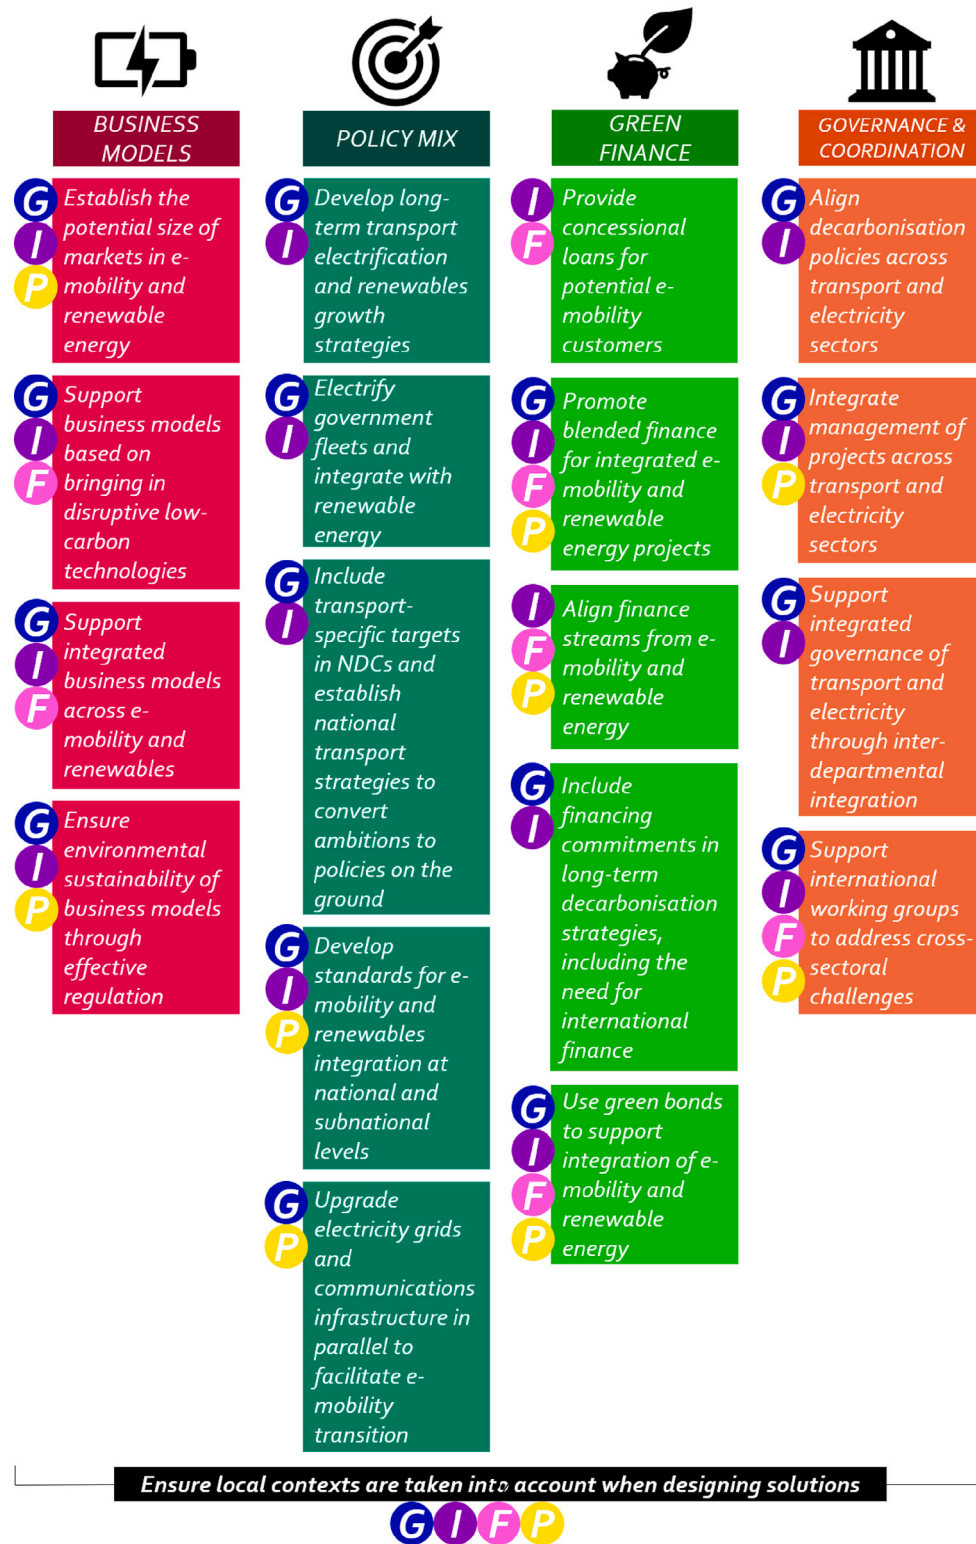 BUSINESS
MODELS
G
I
P
Establish the
potential size of
markets in e-
mobility and
renewable
energy
G
I
F
Support
business models
based on
bringing in
disruptive low-
carbon
technologies
G
I
F
Support
integrated
business models
across e-
mobility and
renewables
G
I
P
Ensure
environmental
sustainability of
business models
through
effective
regulation
POLICY MIX
G
I
Develop long-
term transport
electrification
and renewables
growth
strategies
G
I
Electrify
government
fleets and
integrate with
renewable
energy
G
I
Include
transport-
specific targets
in NDCs and
establish
national
transport
strategies to
convert
ambitions to
policies on the
ground
G
I
P
Develop
standards for e-
mobility and
renewables
integration at
national and
subnational
levels
G
P
Upgrade
electricity grids
and
communications
infrastructure in
parallel to
facilitate e-
mobility
transition
GREEN
FINANCE
I
F
Provide
concessional
loans for
potential e-
mobility
customers
G
I
F
P
Promote
blended finance
for integrated e-
mobility and
renewable
energy projects
I
F
P
Align finance
streams from e-
mobility and
renewable
energy
G
I
Include
financing
commitments in
long-term
decarbonisation
strategies,
including the
need for
international
finance
G
I
F
P
Use green bonds
to support
integration of e-
mobility and
renewable
energy
GOVERNANCE &
COORDINATION
G
I
Align
decarbonisation
policies across
transport and
electricity
sectors
G
I
P
Integrate
management of
projects across
transport and
electricity
sectors
G
I
Support
integrated
governance of
transport and
electricity
through inter-
departmental
integration
G
I
F
P
Support
international
working groups
to address cross-
sectoral
challenges
Ensure local contexts are taken into account when designing solutions
G I F P